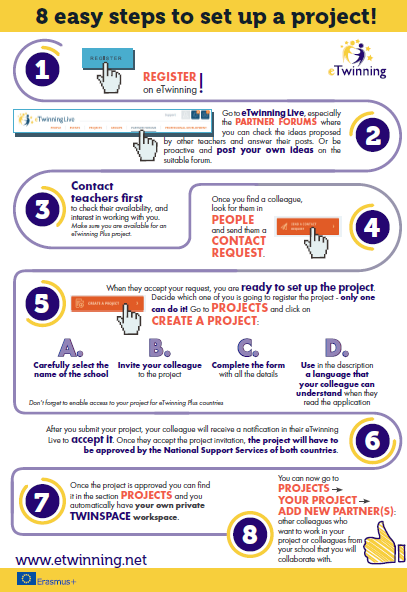 8 easy steps to set up a project!
1
REGISTER
REGISTER
on eTwinning!
eTwinning
eTwinningLive
Go to eTwinning Live, especially
the PARTNER FORUMS where
you can check the ideas proposed
by other teachers and answer their posts. Or be
proactive and post your own ideas on the
suitable forum.
2
3
Contact
teachers first
to check their availability, and
interest in working with you.
Make sure you are available for an
eTwinning Plus project.
Once you find a colleague,
look for them in
PEOPLE
and send them a
CONTACT
REQUEST.
SEND A CONTACT
REQUEST
4
5
When they accept your request, you are ready to set up the project.
Decide which one of you is going to register the project - only one
can do it! Go to PROJECTS and click on
CREATE A PROJECT:
CREATE A PROJECT
A.
Carefully select the
name of the school
B.
Invite your colleague
to the project
C.
Complete the form
with all the details
D.
Use in the description
a language that
your colleague can
understand when they
read the application
Don't forget to enable access to your project for eTwinning Plus countries
After you submit your project, your colleague will receive a notification in their eTwinning
Live to accept it. Once they accept the project invitation, the project will have to
be approved by the National Support Services of both countries.
6
7
Once the project is approved you can find
it in the section PROJECTS and you
automatically have your own private
TWINSPACE workspace.
8
You can now go to
PROJECTS →
YOUR PROJECT →
ADD NEW PARTNER(S):
other colleagues who
want to work in your
project or colleagues from
your school that you will
collaborate with.
www.etwinning.net
Erasmus+